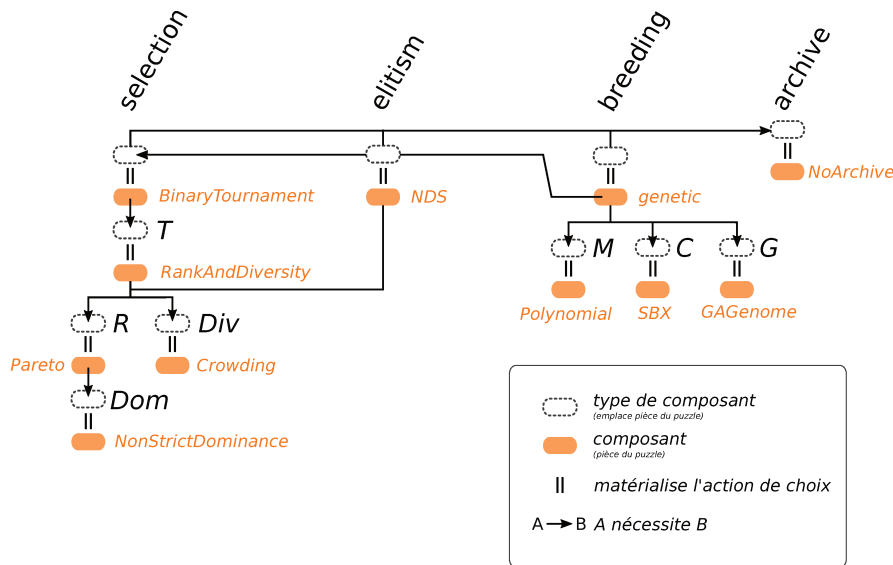 selection
elitism
breeding
archive
BinaryTournament
NDS
genetic
NoArchive
T
RankAndDiversity
M
C
G
Polynomial
SBX
GAGenome
R
Div
Pareto
Crowding
Dom
NonStrictDominance
type de composant
(emplace pièce du puzzle)
composant
(pièce du puzzle)
matérialise l'action de choix
A B A nécessite B